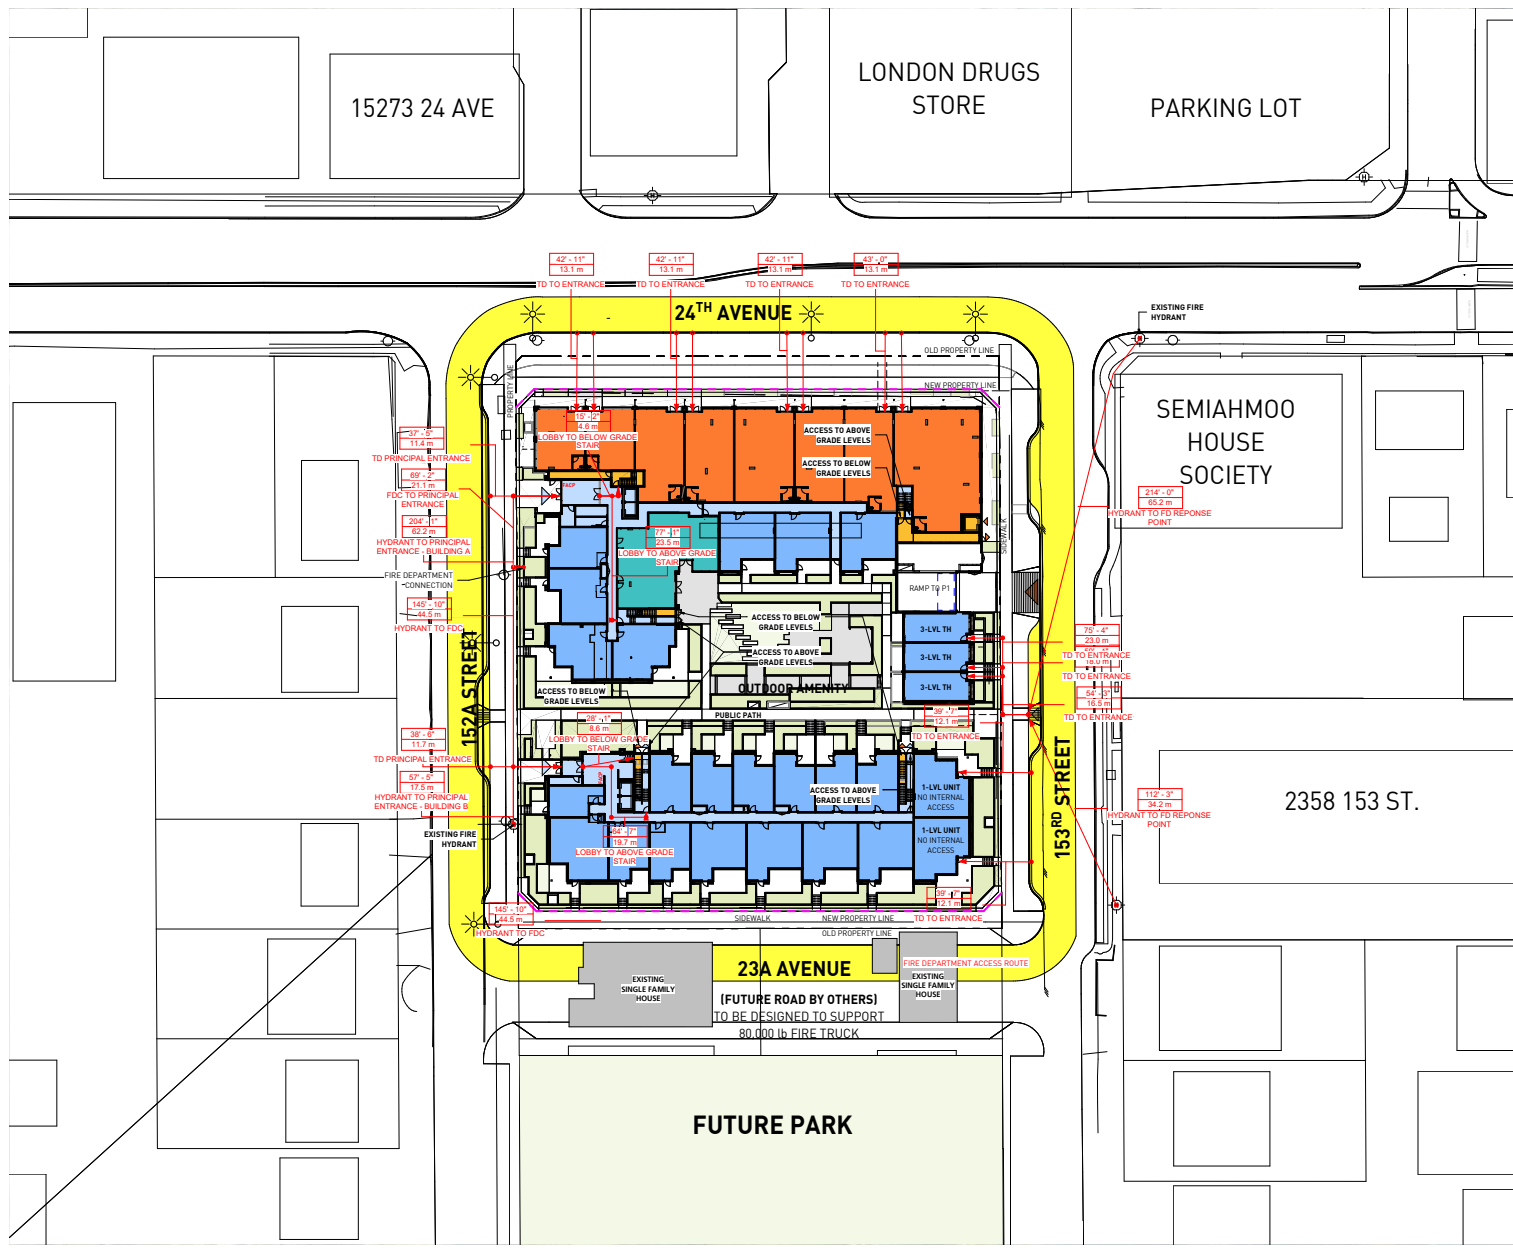 15273 24 AVE
LONDON DRUGS
STORE
PARKING LOT
42' - 11"
13.1 m
TD TO ENTRANCE
42' - 11"
13.1 m
TD TO ENTRANCE
42' - 11"
13.1 m
TD TO ENTRANCE
43' - 0"
13.1 m
TD TO ENTRANCE
24TH AVENUE
EXISTING FIRE
HYDRANT
OLD PROPERTY LINE
NEW PROPERTY LINE
PROPERTY LINE
SEMIAHMOO
HOUSE
SOCIETY
15' - 2"
4.6 m
LOBBY TO BELOW GRADE
STAIR
ACCESS TO ABOVE
GRADE LEVELS
ACCESS TO BELOW
GRADE LEVELS
37' - 5"
11.4 m
TD PRINCIPAL ENTRANCE
69' - 2"
21.1 m
FDC TO PRINCIPAL
ENTRANCE
FACP
204' - 1"
62.2 m
HYDRANT TO PRINCIPAL
ENTRANCE - BUILDING A
FIRE DEPARTMENT
CONNECTION
145' - 10"
44.5 m
HYDRANT TO FDC
214' - 0"
65.2 m
HYDRANT TO FD REPONSE
POINT
SIDEWALK
77' - 1"
23.5 m
LOBBY TO ABOVE GRADE
STAIR
RAMP TO P1
ACCESS TO BELOW
GRADE LEVELS
ACCESS TO ABOVE
GRADE LEVELS
3-LVL TH
3-LVL TH
3-LVL TH
75' - 4"
23.0 m
TD TO ENTRANCE
18.0 m
TD TO ENTRANCE
54' - 3"
16.5 m
TD TO ENTRANCE
152A STREET
ACCESS TO BELOW
GRADE LEVELS
OUTDOOR AMENITY
PUBLIC PATH
28' - 1"
8.6 m
LOBBY TO BELOW GRADE
STAIR
39' - 7"
12.1 m
TD TO ENTRANCE
38' - 6"
11.7 m
TD PRINCIPAL ENTRANCE
57' - 5"
17.5 m
HYDRANT TO PRINCIPAL
ENTRANCE - BUILDING B
EXISTING FIRE
HYDRANT
FACP
ACCESS TO ABOVE
GRADE LEVELS
1-LVL UNIT
NO INTERNAL
ACCESS
1-LVL UNIT
NO INTERNAL
ACCESS
64' - 7"
19.7 m
LOBBY TO ABOVE GRADE
STAIR
153RD STREET
112' - 3"
34.2 m
HYDRANT TO FD REPONSE
POINT
2358 153 ST.
39' - 7"
12.1 m
TD TO ENTRANCE
145' - 10"
44.5 m
HYDRANT TO FDC
SIDEWALK
NEW PROPERTY LINE
OLD PROPERTY LINE
23A AVENUE
FIRE DEPARTMENT ACCESS ROUTE
EXISTING
SINGLE FAMILY
HOUSE
EXISTING
SINGLE FAMILY
HOUSE
(FUTURE ROAD BY OTHERS)
TO BE DESIGNED TO SUPPORT
80,000 lb FIRE TRUCK
FUTURE PARK